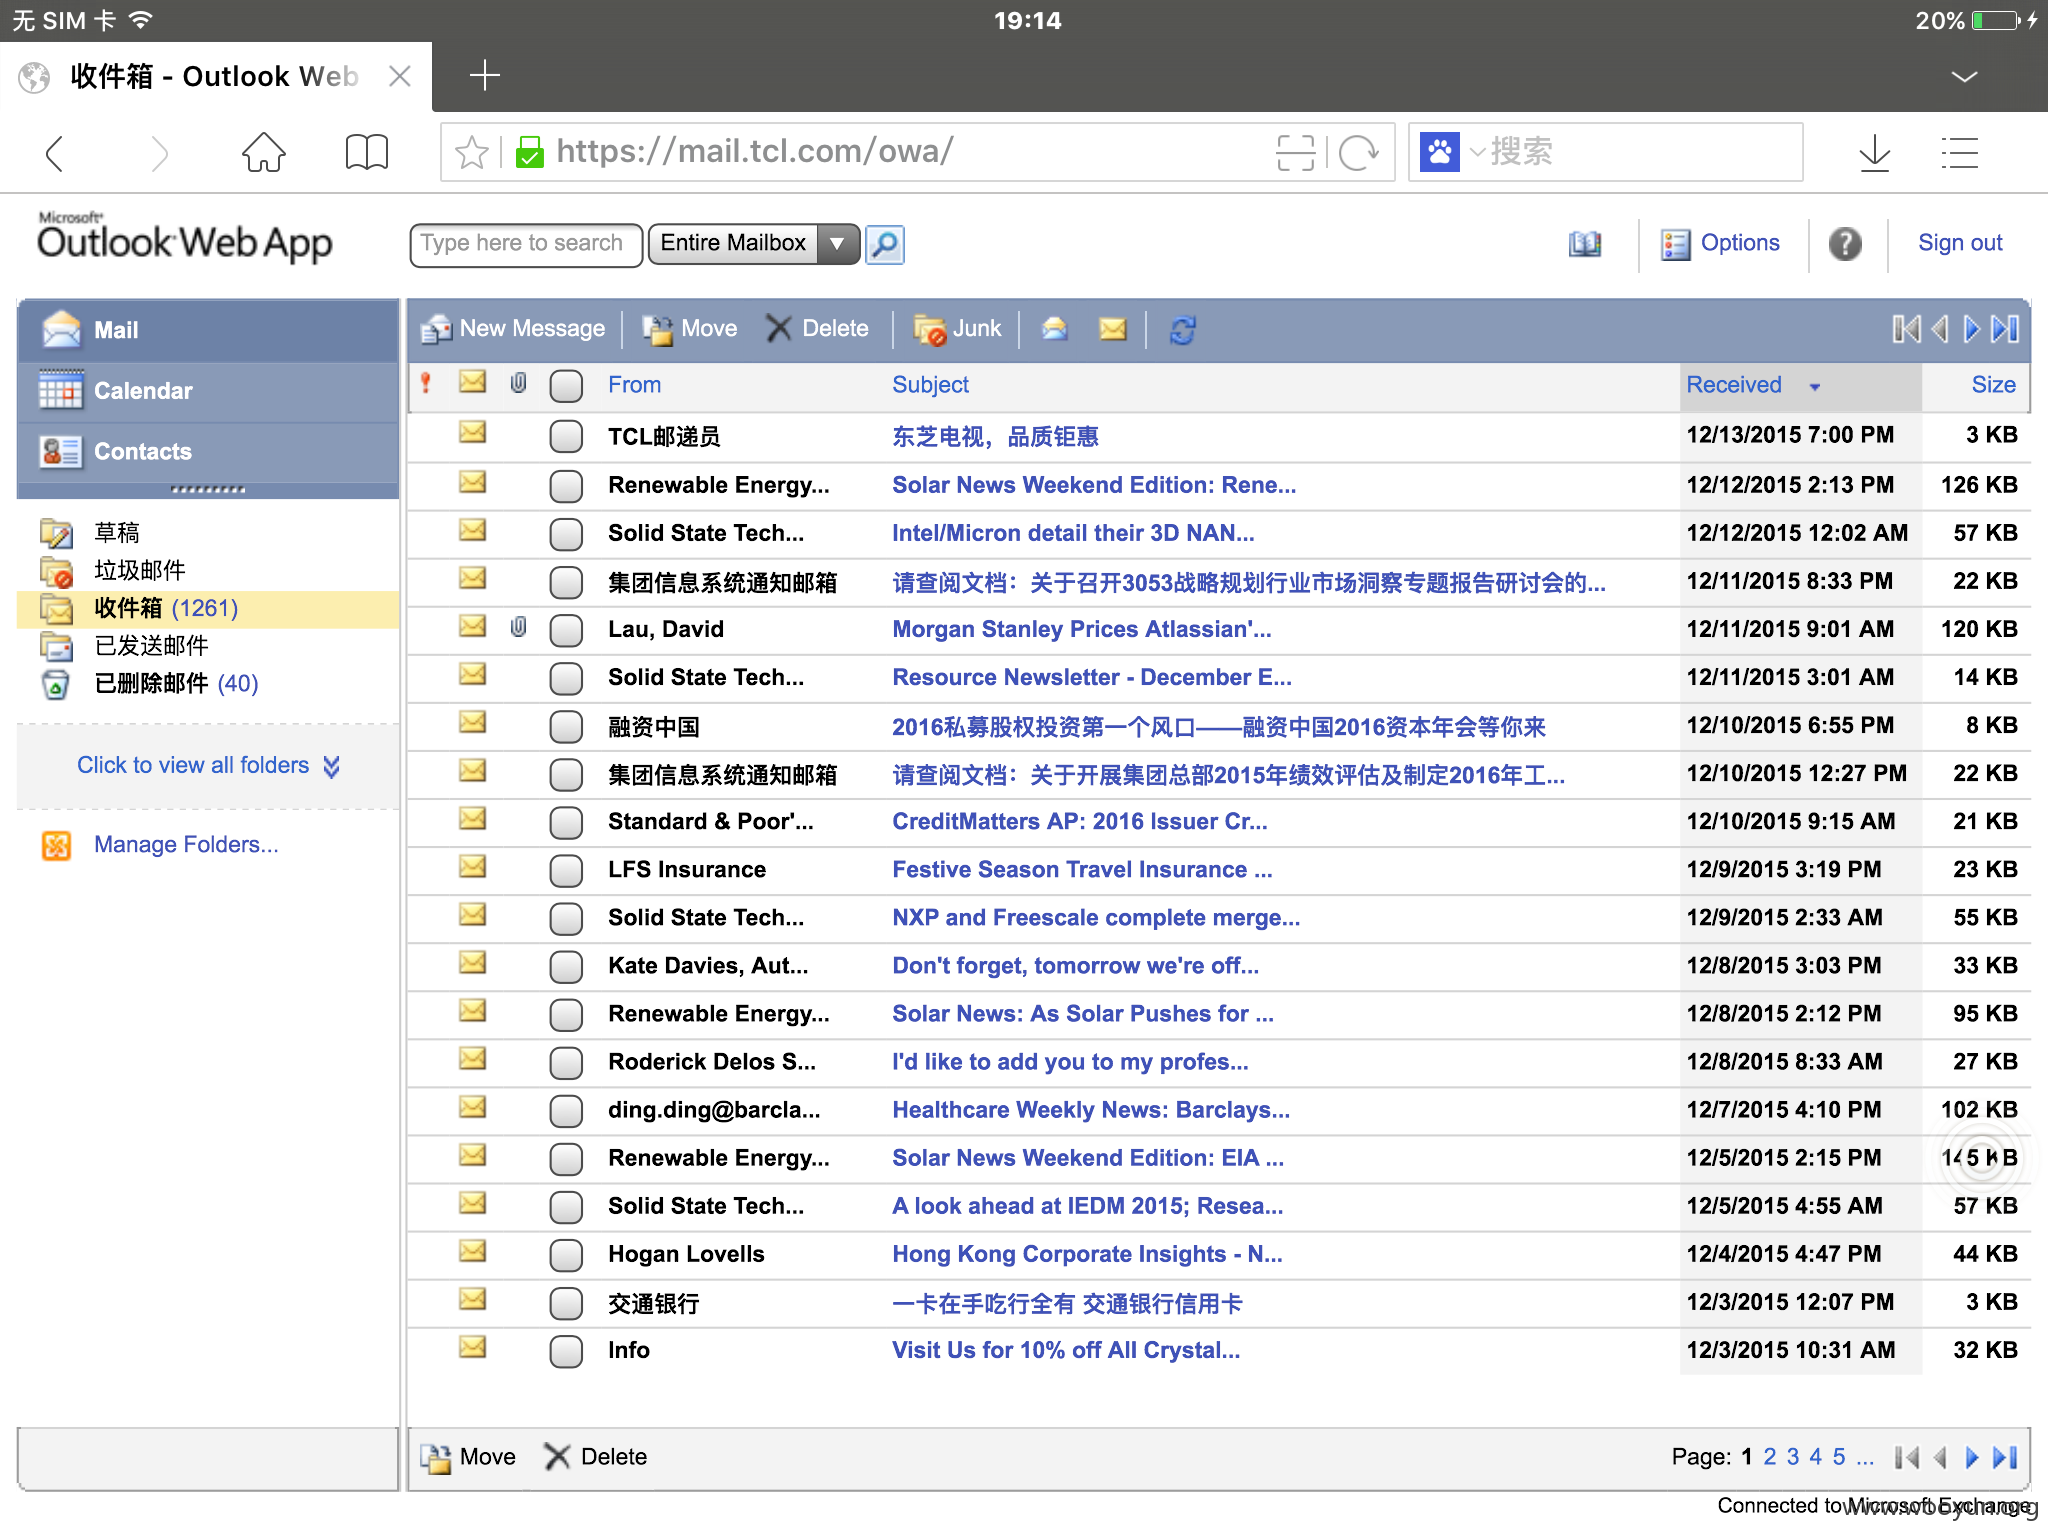 无 SIM 卡
19:14
20%
收件箱 - Outlook Web
https://mail.tcl.com/owa/
搜索
Microsoft
Outlook Web App
Type here to search
Entire Mailbox
Options
Sign out
Mail
Calendar
Contacts
草稿
垃圾邮件
收件箱 (1261)
已发送邮件
已删除邮件 (40)
Click to view all folders
Manage Folders...
New Message
Move
Delete
Junk
From Subject Received Size
TCL邮递员 东芝电视，品质钜惠 12/13/2015 7:00 PM 3 KB
Renewable Energy... Solar News Weekend Edition: Rene... 12/12/2015 2:13 PM 126 KB
Solid State Tech... Intel/Micron detail their 3D NAN... 12/12/2015 12:02 AM 57 KB
集团信息系统通知邮箱 请查阅文档：关于召开3053战略规划行业市场洞察专题报告研讨会的... 12/11/2015 8:33 PM 22 KB
Lau, David Morgan Stanley Prices Atlassian'... 12/11/2015 9:01 AM 120 KB
Solid State Tech... Resource Newsletter - December E... 12/11/2015 3:01 AM 14 KB
融资中国 2016私募股权投资第一个风口——融资中国2016资本年会等你来 12/10/2015 6:55 PM 8 KB
集团信息系统通知邮箱 请查阅文档：关于开展集团总部2015年绩效评估及制定2016年工... 12/10/2015 12:27 PM 22 KB
Standard & Poor'... CreditMatters AP: 2016 Issuer Cr... 12/10/2015 9:15 AM 21 KB
LFS Insurance Festive Season Travel Insurance ... 12/9/2015 3:19 PM 23 KB
Solid State Tech... NXP and Freescale complete merge... 12/9/2015 2:33 AM 55 KB
Kate Davies, Aut... Don't forget, tomorrow we're off... 12/8/2015 3:03 PM 33 KB
Renewable Energy... Solar News: As Solar Pushes for ... 12/8/2015 2:12 PM 95 KB
Roderick Delos S... I'd like to add you to my profes... 12/8/2015 8:33 AM 27 KB
ding.ding@barcla... Healthcare Weekly News: Barclays... 12/7/2015 4:10 PM 102 KB
Renewable Energy... Solar News Weekend Edition: EIA ... 12/5/2015 2:15 PM 145 KB
Solid State Tech... A look ahead at IEDM 2015; Resea... 12/5/2015 4:55 AM 57 KB
Hogan Lovells Hong Kong Corporate Insights - N... 12/4/2015 4:47 PM 44 KB
交通银行 一卡在手吃行全有 交通银行信用卡 12/3/2015 12:07 PM 3 KB
Info Visit Us for 10% off All Crystal... 12/3/2015 10:31 AM 32 KB
Move
Delete
Page: 1 2 3 4 5 ...
Connected to Microsoft Exchange
www.wooyun.org